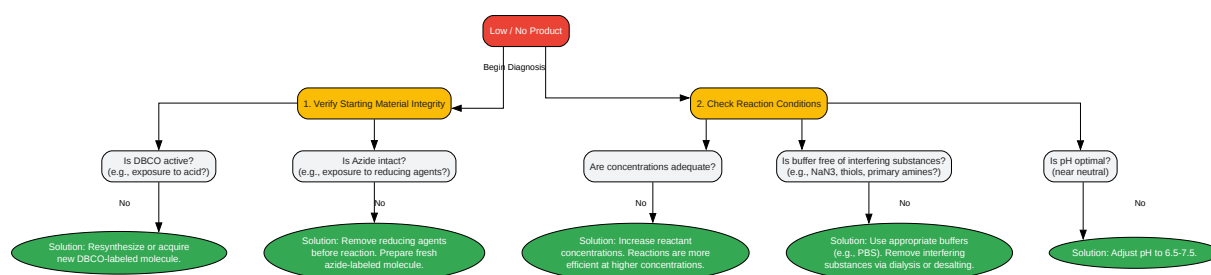 Low / No Product
Begin Diagnosis
1. Verify Starting Material Integrity
2. Check Reaction Conditions
Is DBCO active?
(e.g., exposure to acid?)
Is Azide intact?
(e.g., exposure to reducing agents?)
Are concentrations adequate?
Is buffer free of interfering substances?
(e.g., NaN3, thiols, primary amines?)
Is pH optimal?
(near neutral)
No
No
No
No
No
Solution: Resynthesize or acquire
new DBCO-labeled molecule.
Solution: Remove reducing agents
before reaction. Prepare fresh
azide-labeled molecule.
Solution: Increase reactant
concentrations. Reactions are more
efficient at higher concentrations.
Solution: Use appropriate buffers
(e.g., PBS). Remove interfering
substances via dialysis or desalting.
Solution: Adjust pH to 6.5-7.5.